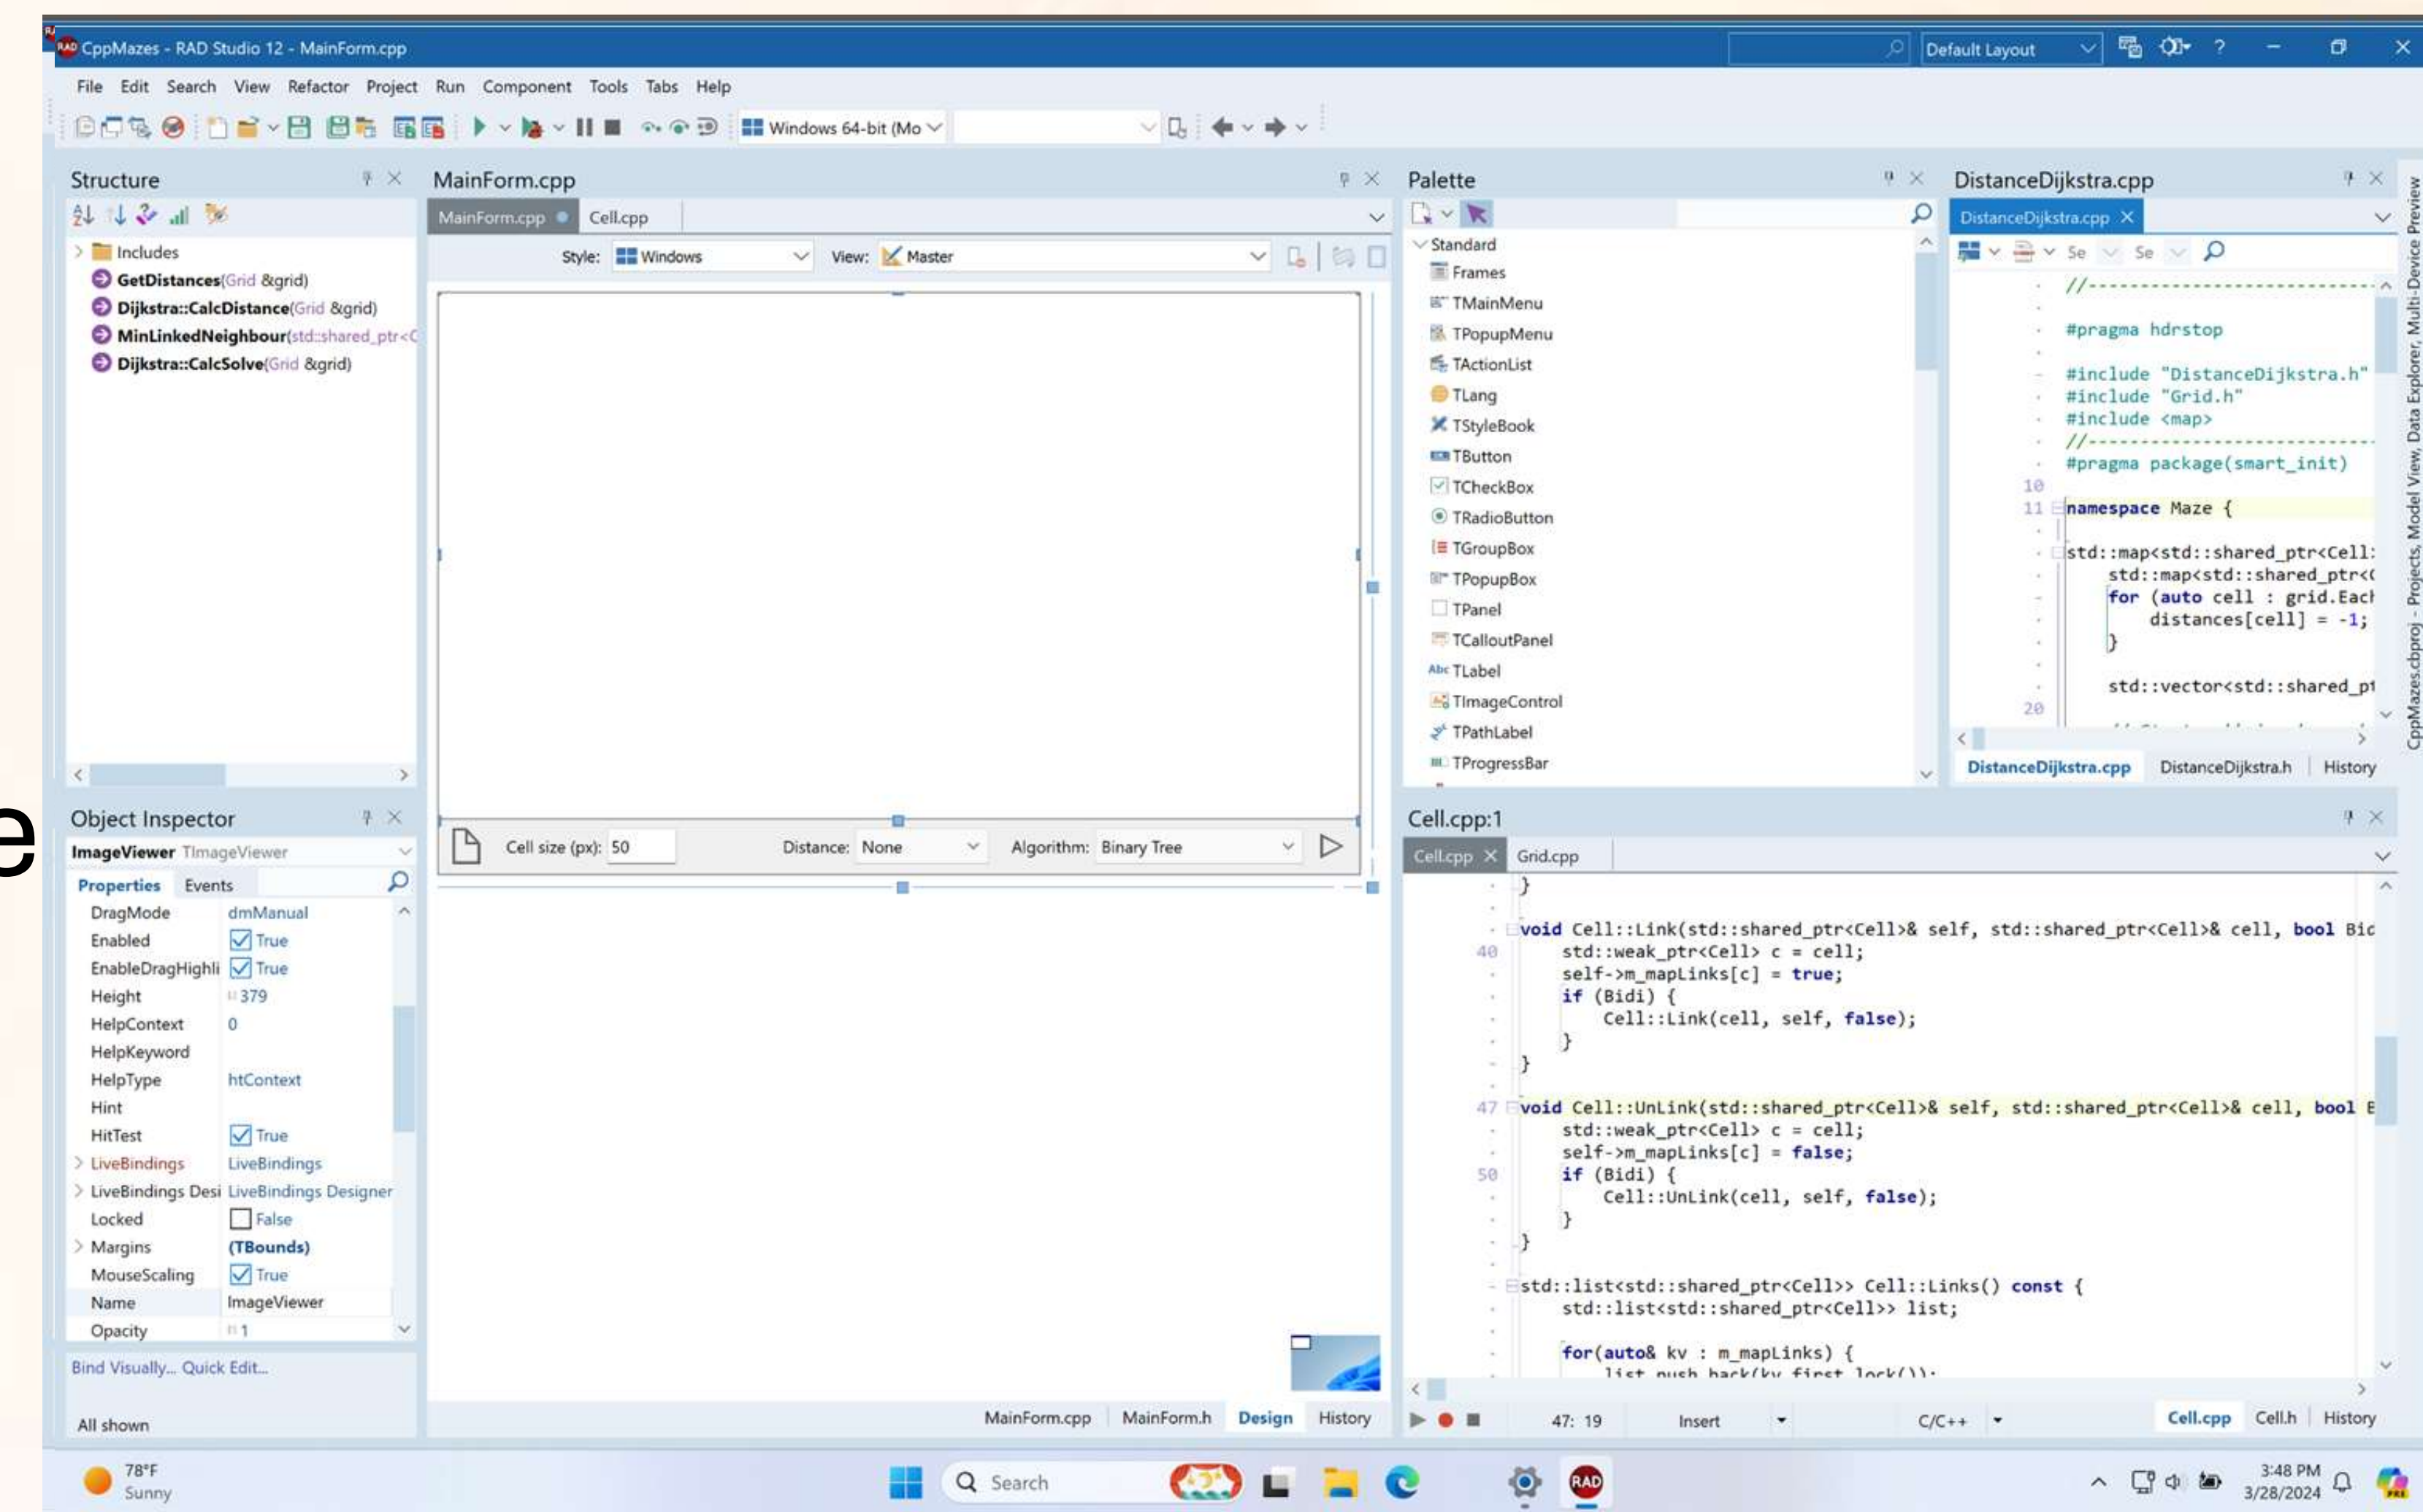 CppMazes - RAD Studio 12 - MainForm.cpp
Default Layout
File Edit Search View Refactor Project Run Component Tools Tabs Help
Windows 64-bit (Mo
Structure
Includes
GetDistances(Grid &grid)
Dijkstra::CalcDistance(Grid &grid)
MinLinkedNeighbour(std::shared_ptr<C
Dijkstra::CalcSolve(Grid &grid)
MainForm.cpp
MainForm.cpp Cell.cpp
Style: Windows View: Master
Cell size (px): 50 Distance: None Algorithm: Binary Tree
MainForm.cpp MainForm.h Design History
Palette
Standard
Frames
TMainMenu
TPopupMenu
TActionList
TLang
TStyleBook
TButton
TCheckBox
TRadioButton
TGroupBox
TPopupBox
TPanel
TCalloutPanel
Abc TLabel
TImageControl
TPathLabel
TProgressBar
DistanceDijkstra.cpp
DistanceDijkstra.cpp
Se Se
//----------------------------
#pragma hdrstop
#include "DistanceDijkstra.h"
#include "Grid.h"
#include <map>
//----------------------------
#pragma package(smart_init)
10
11 namespace Maze {
std::map<std::shared_ptr<Cell>
std::map<std::shared_ptr<C
for (auto cell : grid.Each
distances[cell] = -1;
}
std::vector<std::shared_pt
20
DistanceDijkstra.cpp DistanceDijkstra.h History
CppMazes.cbproj - Projects, Model View, Data Explorer, Multi-Device Preview
Object Inspector
ImageViewer TImageViewer
Properties Events
DragMode dmManual
Enabled True
EnableDragHighli True
Height 379
HelpContext 0
HelpKeyword
HelpType htContext
Hint
HitTest True
LiveBindings LiveBindings
LiveBindings Desi LiveBindings Designer
Locked False
Margins (TBounds)
MouseScaling True
Name ImageViewer
Opacity 1
Bind Visually... Quick Edit...
All shown
Cell.cpp:1
Cell.cpp Grid.cpp
}
void Cell::Link(std::shared_ptr<Cell>& self, std::shared_ptr<Cell>& cell, bool Bid
40 std::weak_ptr<Cell> c = cell;
self->m_mapLinks[c] = true;
if (Bidi) {
Cell::Link(cell, self, false);
}
}
47 void Cell::UnLink(std::shared_ptr<Cell>& self, std::shared_ptr<Cell>& cell, bool B
std::weak_ptr<Cell> c = cell;
self->m_mapLinks[c] = false;
50 if (Bidi) {
Cell::UnLink(cell, self, false);
}
}
std::list<std::shared_ptr<Cell>> Cell::Links() const {
std::list<std::shared_ptr<Cell>> list;
for(auto& kv : m_mapLinks) {
list.push_back(kv.first.lock());
47: 19 Insert C/C++ Cell.cpp Cell.h History
e
78°F
Sunny
Search
RAD
3:48 PM
3/28/2024
PRE